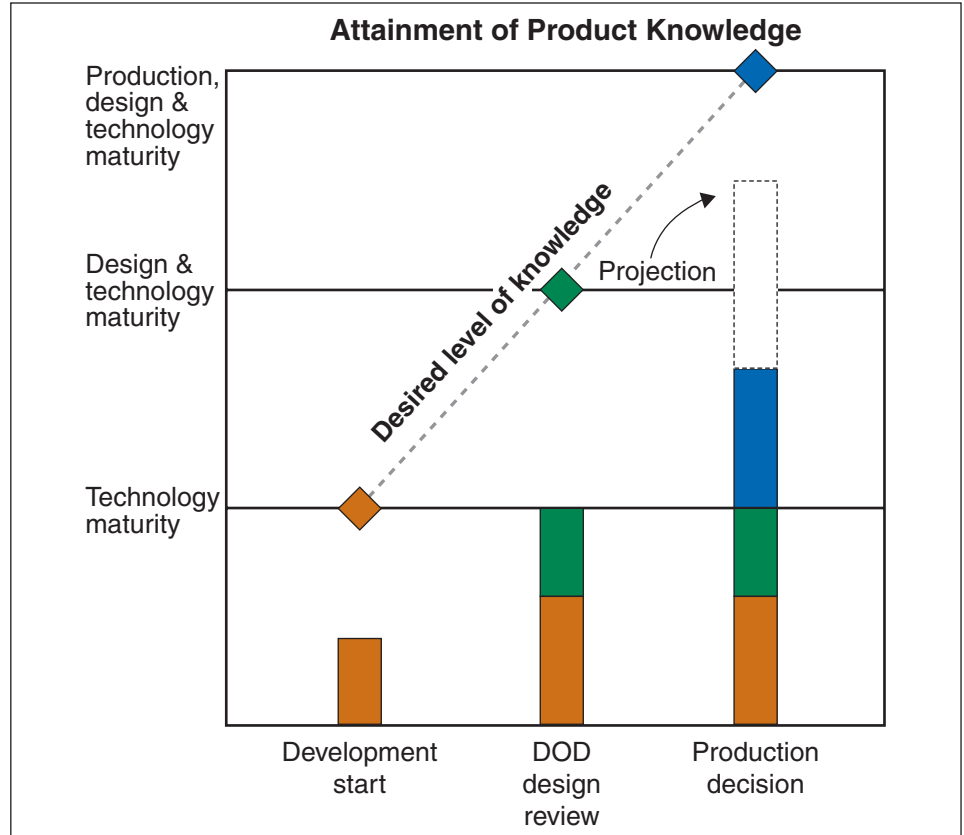 Attainment of Product Knowledge
Production,
design &
technology
maturity
Desired level of knowledge
Projection
Design &
technology
maturity
Technology
maturity
Development
start
DOD
design
review
Production
decision